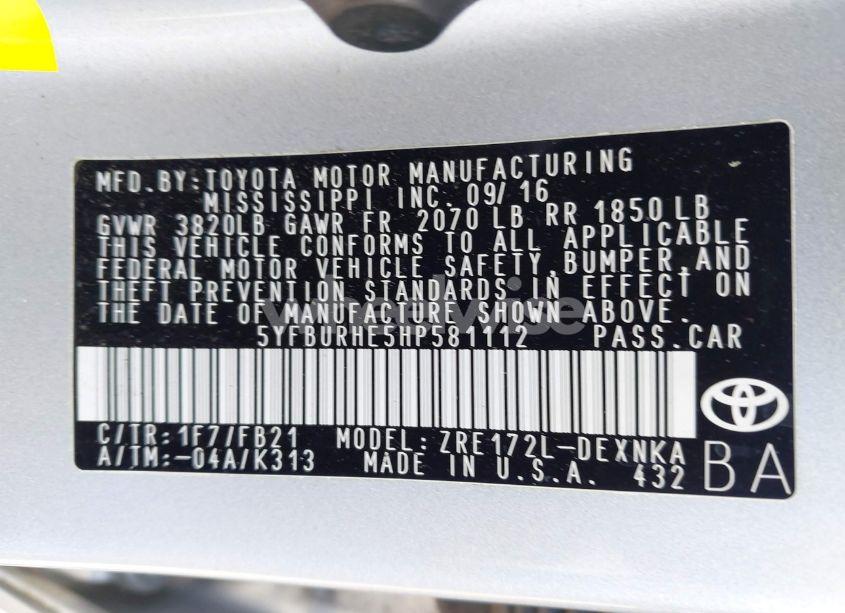 MFD.BY:TOYOTA MOTOR MANUFACTURING
MISSISSIPPI INC. 09/16
GVWR 3820LB GAWR FR 2070 LB RR 1850LB
THIS VEHICLE CONFORMS TO ALL APPLICABLE
FEDERAL MOTOR VEHICLE SAFETY, BUMPER, AND
THEFT PREVENTION STANDARDS IN EFFECT ON
THE DATE OF MANUFACTURE SHOWN ABOVE.
wheelwise
5YFBURHE5HP581112 PASS.CAR
C/TR: 1F7/FB21 MODEL: ZRE172L-DEXNKA
A/TM:-04A/K313 MADE IN U.S.A. 432
BA